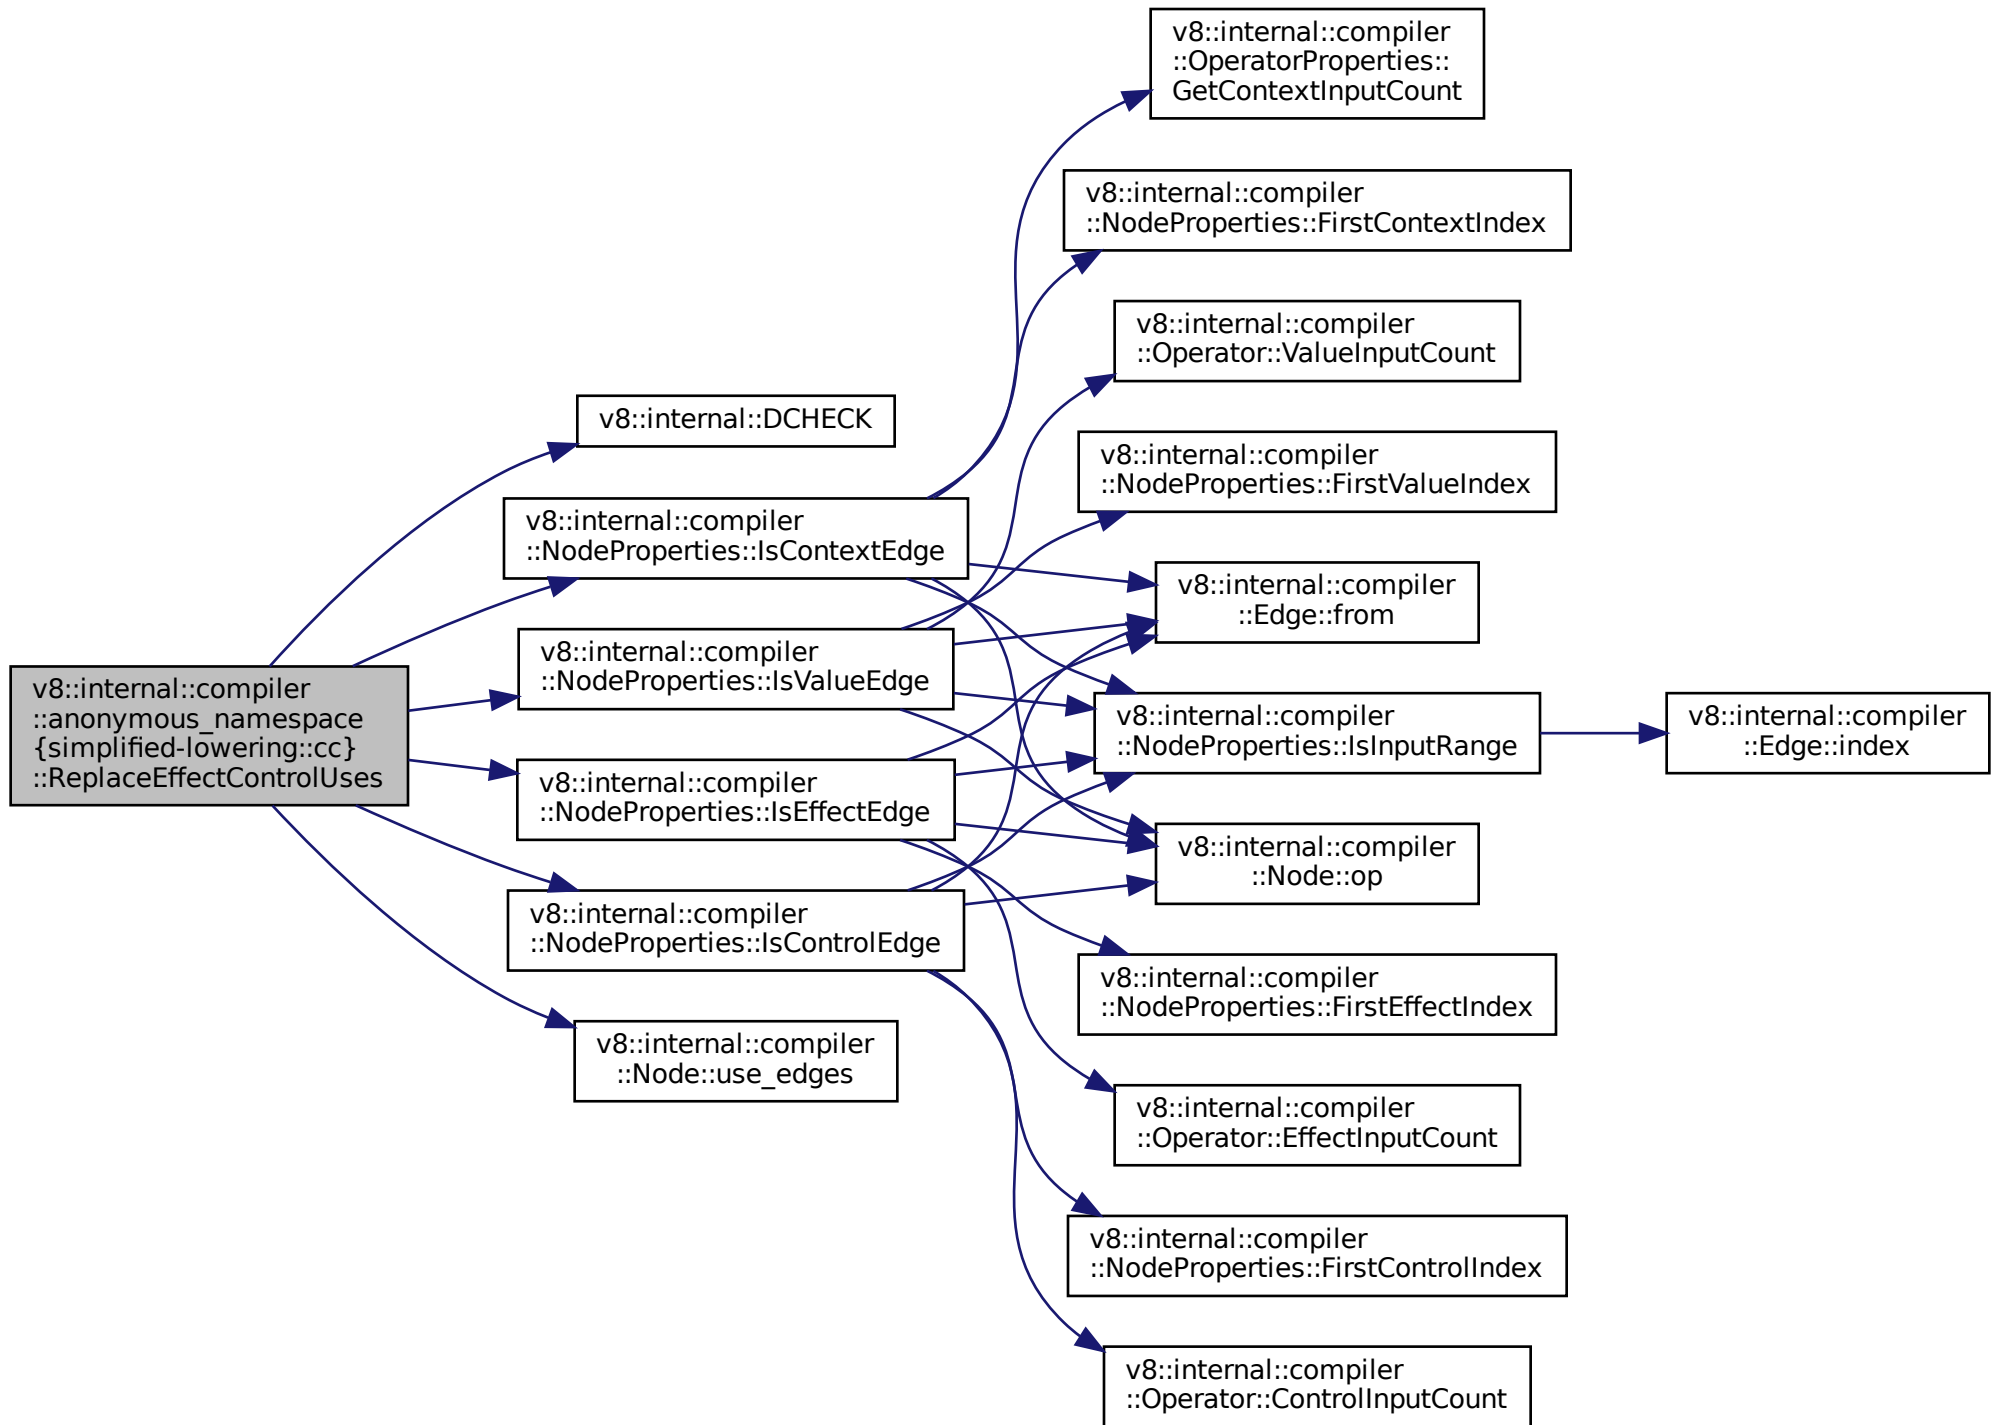 v8::internal::compiler
::anonymous_namespace
{simplified-lowering::cc}
::ReplaceEffectControlUses
v8::internal::DCHECK
v8::internal::compiler
::NodeProperties::IsContextEdge
v8::internal::compiler
::NodeProperties::IsValueEdge
v8::internal::compiler
::NodeProperties::IsEffectEdge
v8::internal::compiler
::NodeProperties::IsControlEdge
v8::internal::compiler
::Node::use_edges
v8::internal::compiler
::OperatorProperties::
GetContextInputCount
v8::internal::compiler
::NodeProperties::FirstContextIndex
v8::internal::compiler
::Operator::ValueInputCount
v8::internal::compiler
::NodeProperties::FirstValueIndex
v8::internal::compiler
::Edge::from
v8::internal::compiler
::NodeProperties::IsInputRange
v8::internal::compiler
::Node::op
v8::internal::compiler
::NodeProperties::FirstEffectIndex
v8::internal::compiler
::Operator::EffectInputCount
v8::internal::compiler
::NodeProperties::FirstControlIndex
v8::internal::compiler
::Operator::ControlInputCount
v8::internal::compiler
::Edge::index